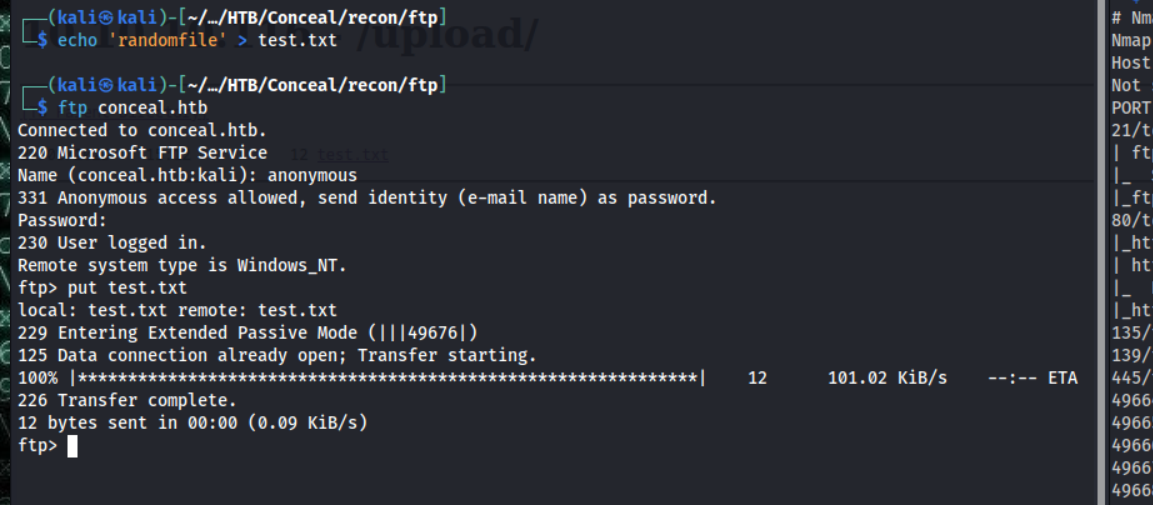 ┌──(kali㉿kali)-[~/…/HTB/Conceal/recon/ftp]
└─$ echo 'randomfile' > test.txt
/upload/
┌──(kali㉿kali)-[~/…/HTB/Conceal/recon/ftp]
└─$ ftp conceal.htb
Connected to conceal.htb.
220 Microsoft FTP Service
12 test.txt
Name (conceal.htb:kali): anonymous
331 Anonymous access allowed, send identity (e-mail name) as password.
Password:
230 User logged in.
Remote system type is Windows_NT.
ftp> put test.txt
local: test.txt remote: test.txt
229 Entering Extended Passive Mode (|||49676|)
125 Data connection already open; Transfer starting.
100% |**************************************************************| 12 101.02 KiB/s --:-- ETA
226 Transfer complete.
12 bytes sent in 00:00 (0.09 KiB/s)
ftp>
# Nm
Nmap
Host
Not
PORT
21/t
| ft
|_
|_ft
80/t
|_ht
| ht
|_
|_ht
135/
139/
445/
4966
4966
4966
4966
4966